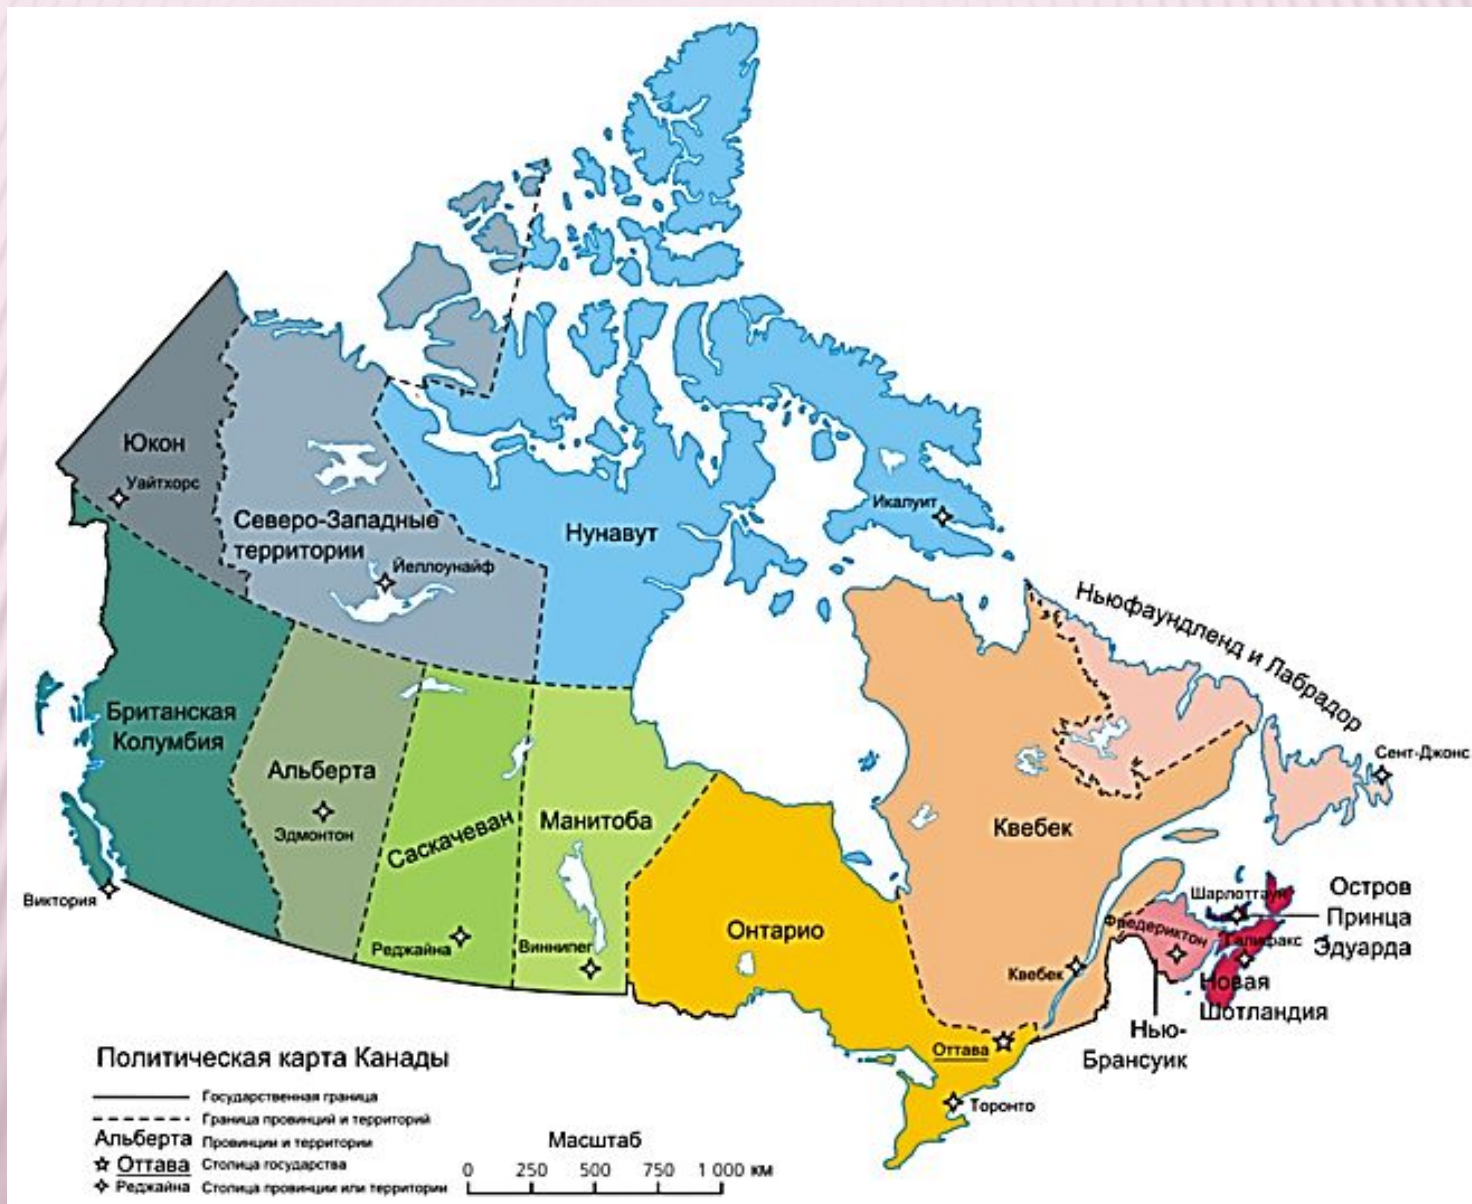 Юкон
Уайтхорс
Северо-Западные
территории
Йеллоунайф
Нунавут
Икалуит
Ньюфаундленд и Лабрадор
Сент-Джонс
Британская
Колумбия
Виктория
Альберта
Эдмонтон
Саскачеван
Реджайна
Манитоба
Виннипег
Онтарио
Квебек
Квебек
Оттава
Торонто
Шарлоттаун
Остров
Принца
Эдуарда
Фредериктон
Галифакс
Новая
Шотландия
Нью-
Брансуик
Политическая карта Канады
Государственная граница
Граница провинций и территорий
Альберта Провинции и территории
Оттава Столица государства
Реджайна Столица провинции или территории
Масштаб
0 250 500 750 1 000 км